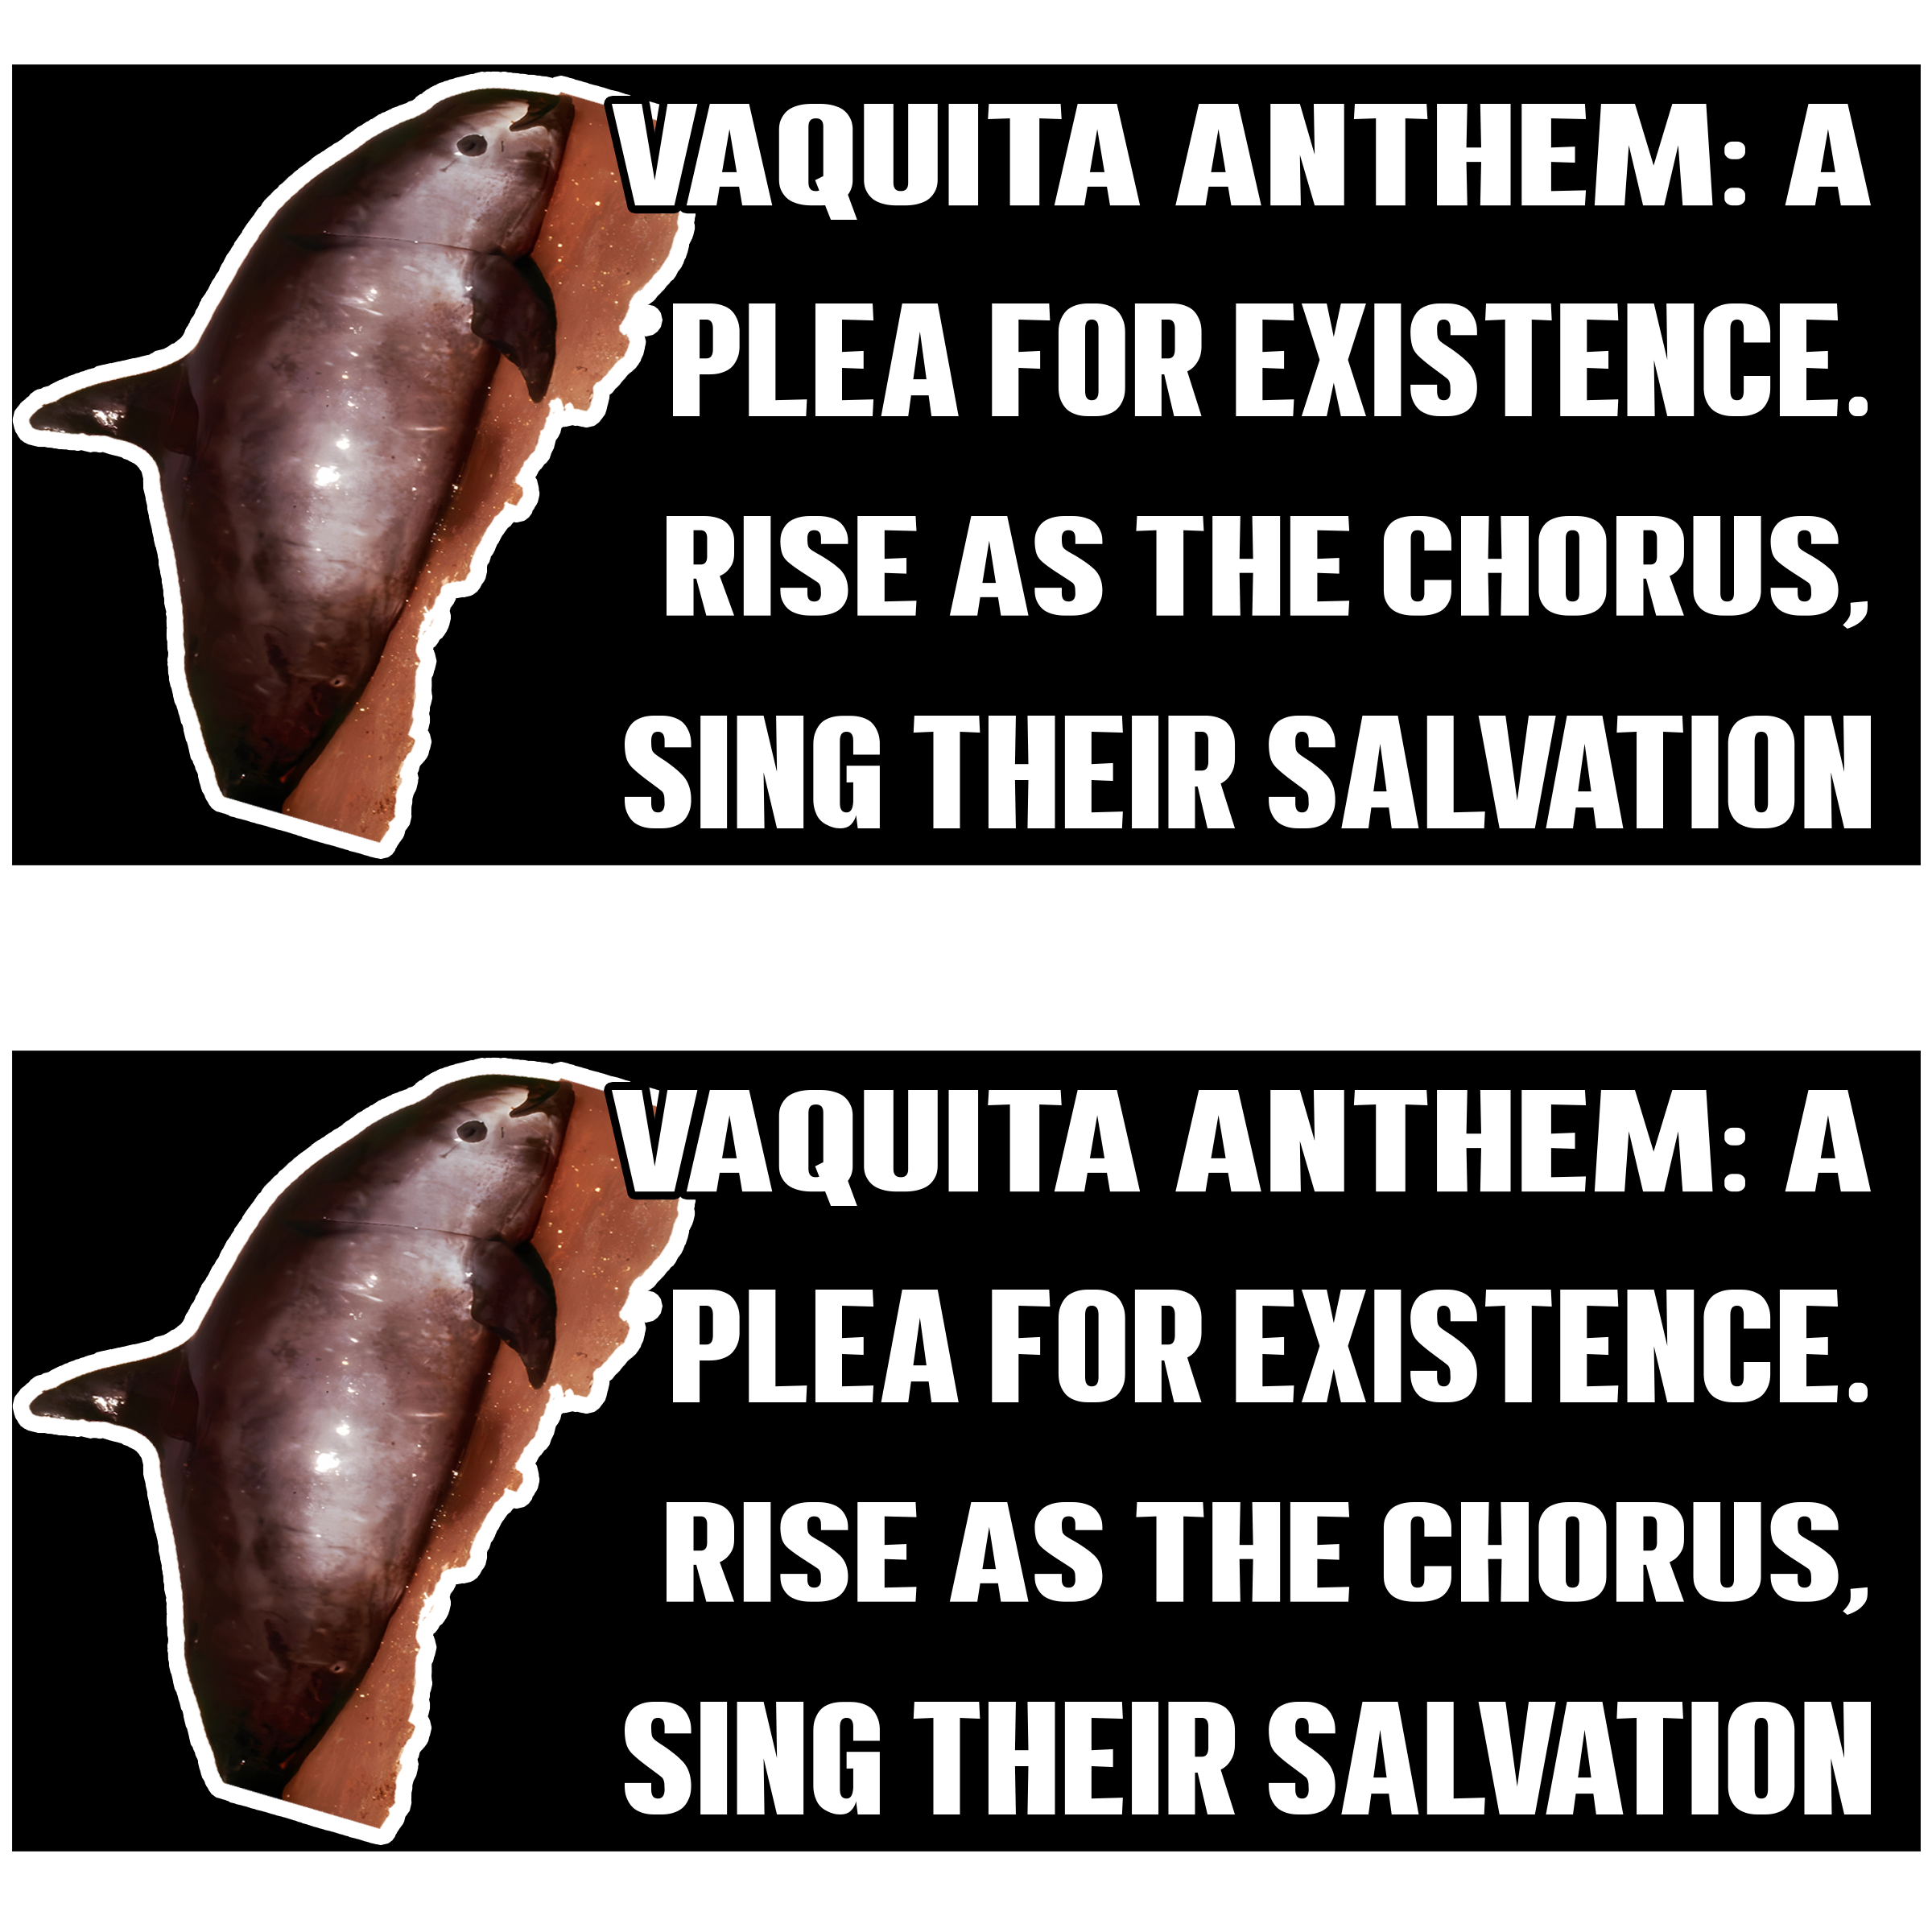 VAQUITA ANTHEM: A
PLEA FOR EXISTENCE.
RISE AS THE CHORUS,
SING THEIR SALVATION
VAQUITA ANTHEM: A
PLEA FOR EXISTENCE.
RISE AS THE CHORUS,
SING THEIR SALVATION